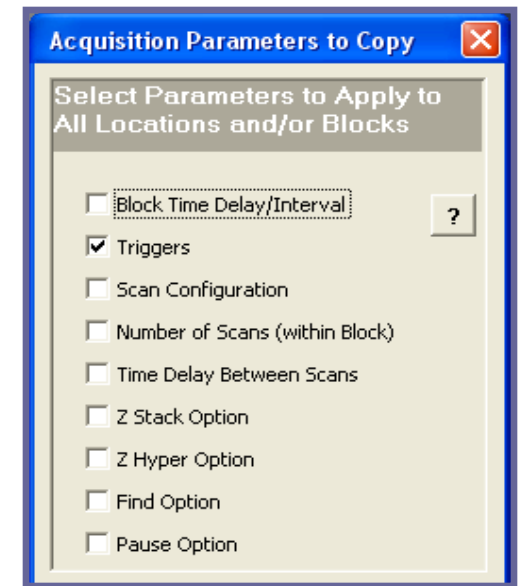 Acquisition Parameters to Copy
Select Parameters to Apply to
All Locations and/or Blocks
Block Time Delay/Interval
?
Triggers
Scan Configuration
Number of Scans (within Block)
Time Delay Between Scans
Z Stack Option
Z Hyper Option
Find Option
Pause Option